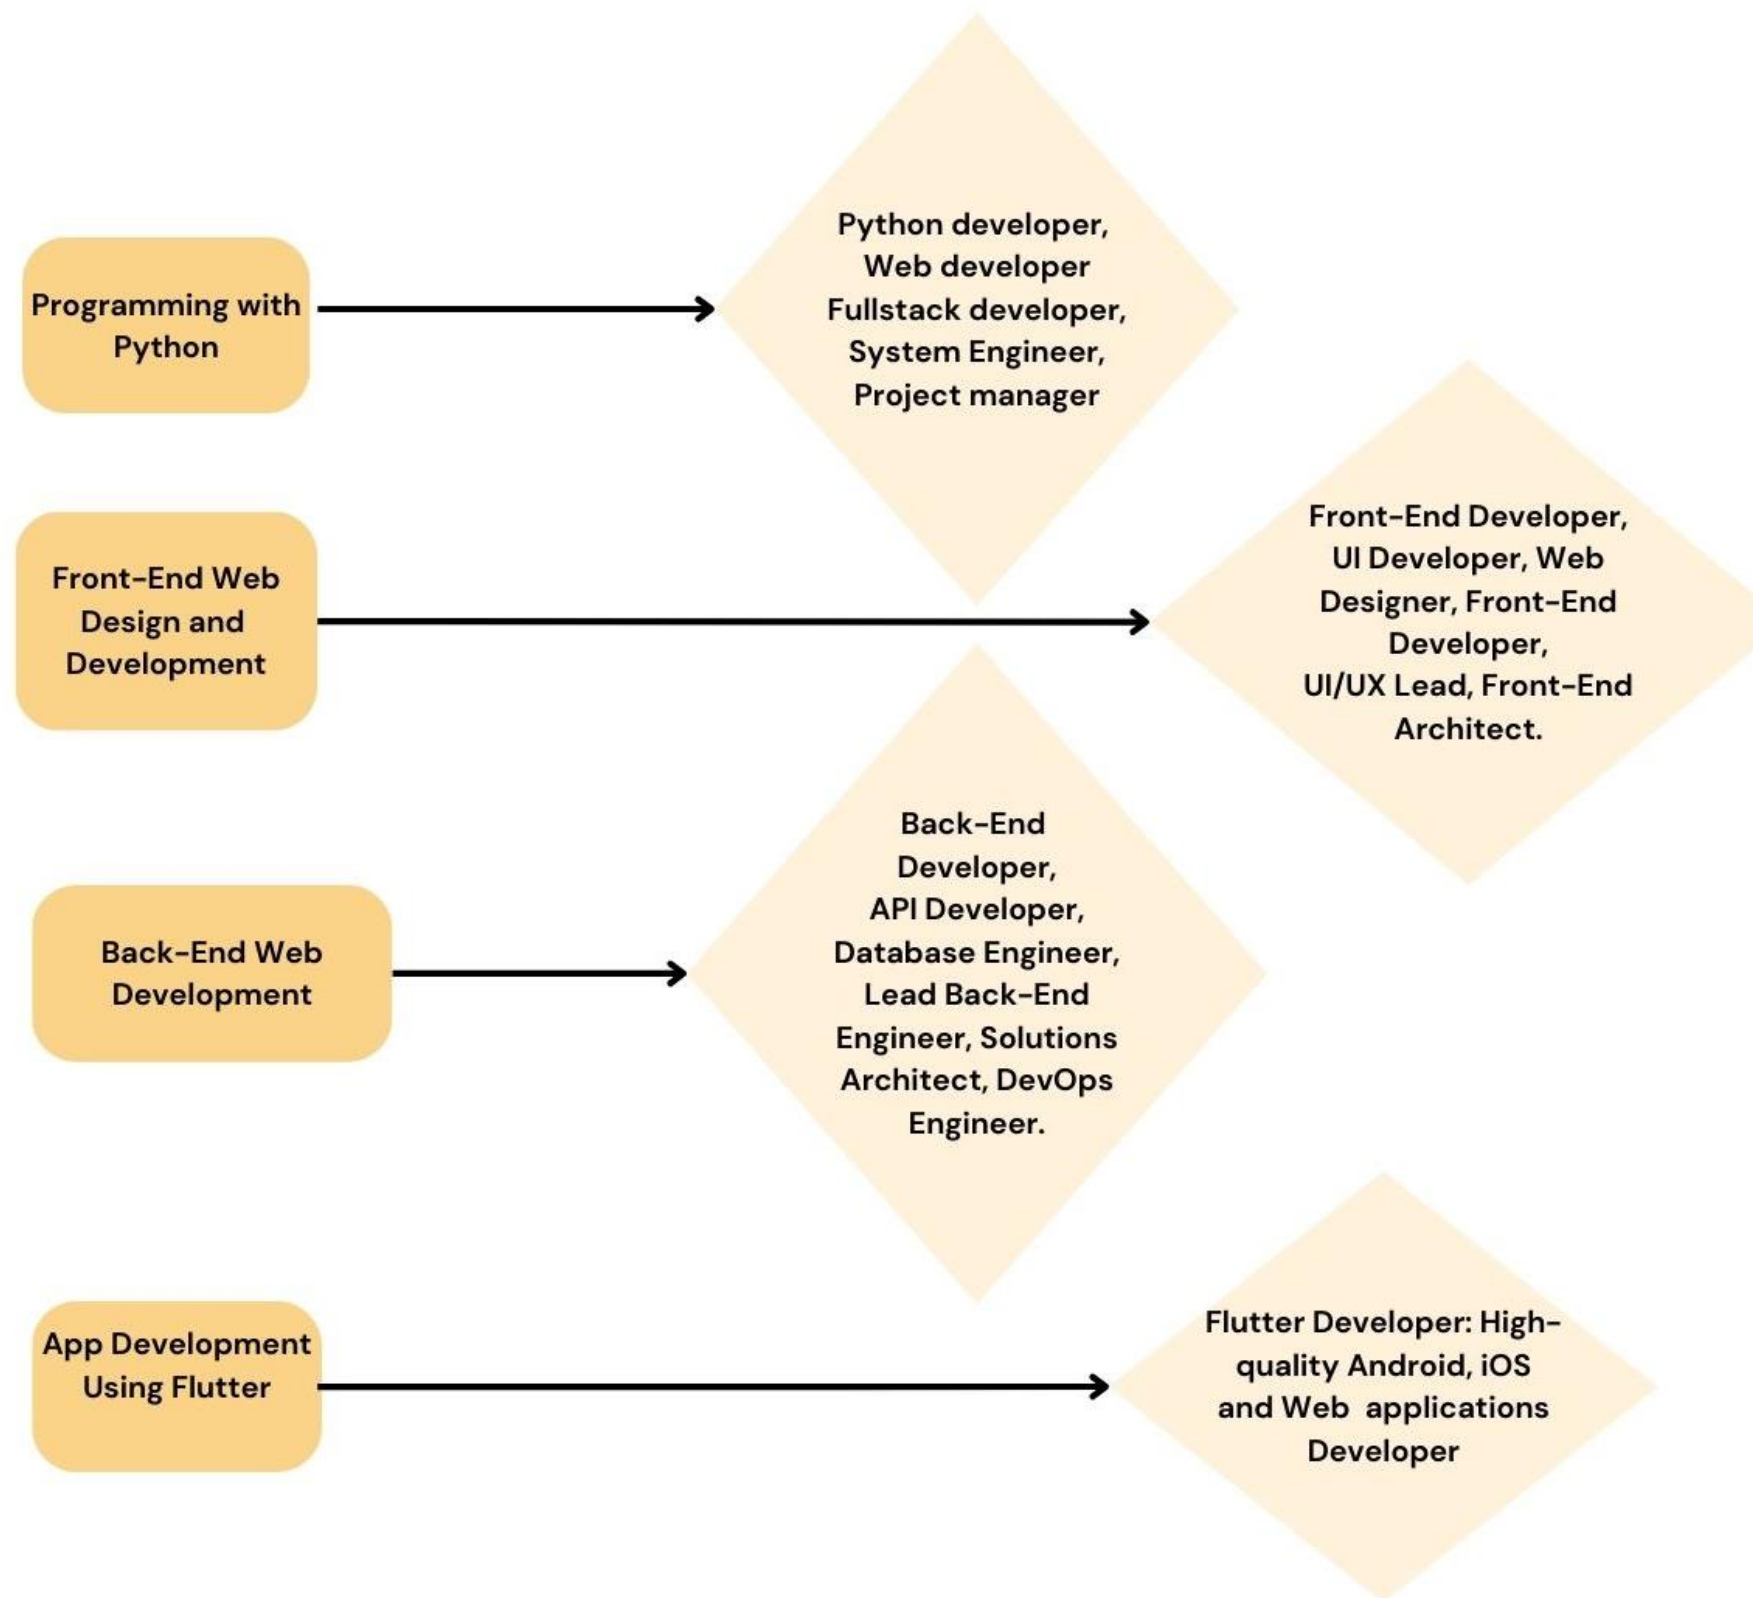 Programming with
Python
Python developer,
Web developer
Fullstack developer,
System Engineer,
Project manager
Front-End Web
Design and
Development
Front-End Developer,
UI Developer, Web
Designer, Front-End
Developer,
UI/UX Lead, Front-End
Architect.
Back-End Web
Development
Back-End
Developer,
API Developer,
Database Engineer,
Lead Back-End
Engineer, Solutions
Architect, DevOps
Engineer.
App Development
Using Flutter
Flutter Developer: High-
quality Android, iOS
and Web  applications
Developer